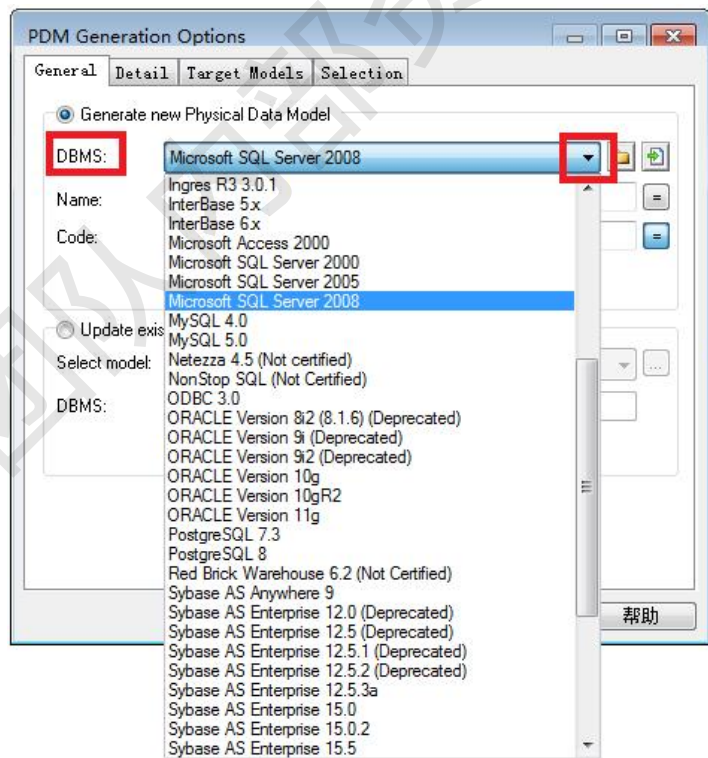 PDM Generation Options
General Detail Target Models Selection
Generate new Physical Data Model
DBMS: Microsoft SQL Server 2008
Name:
Code:
Ingres R3 3.0.1
InterBase 5.x
InterBase 6.x
Microsoft Access 2000
Microsoft SQL Server 2000
Microsoft SQL Server 2005
Microsoft SQL Server 2008
MySQL 4.0
MySQL 5.0
Netezza 4.5 (Not certified)
NonStop SQL (Not Certified)
ODBC 3.0
ORACLE Version 8i2 (8.1.6) (Deprecated)
ORACLE Version 9i (Deprecated)
ORACLE Version 9i2 (Deprecated)
ORACLE Version 10g
ORACLE Version 10gR2
ORACLE Version 11g
PostgreSQL 7.3
PostgreSQL 8
Red Brick Warehouse 6.2 (Not Certified)
Sybase AS Anywhere 9
Sybase AS Enterprise 12.0 (Deprecated)
Sybase AS Enterprise 12.5 (Deprecated)
Sybase AS Enterprise 12.5.1 (Deprecated)
Sybase AS Enterprise 12.5.2 (Deprecated)
Sybase AS Enterprise 12.5.3a
Sybase AS Enterprise 15.0
Sybase AS Enterprise 15.0.2
Sybase AS Enterprise 15.5
Update exis
Select model:
DBMS:
帮助
团队内部资